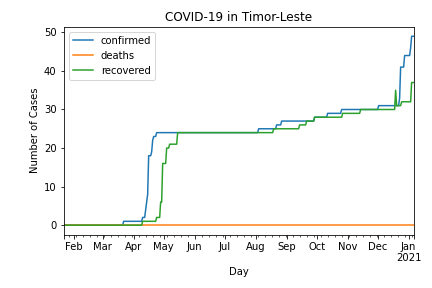 COVID-19 in Timor-Leste
confirmed
deaths
recovered
Number of Cases
50
40
30
20
10
0
Feb Mar Apr May Jun Jul Aug Sep Oct Nov Dec Jan
2021
Day